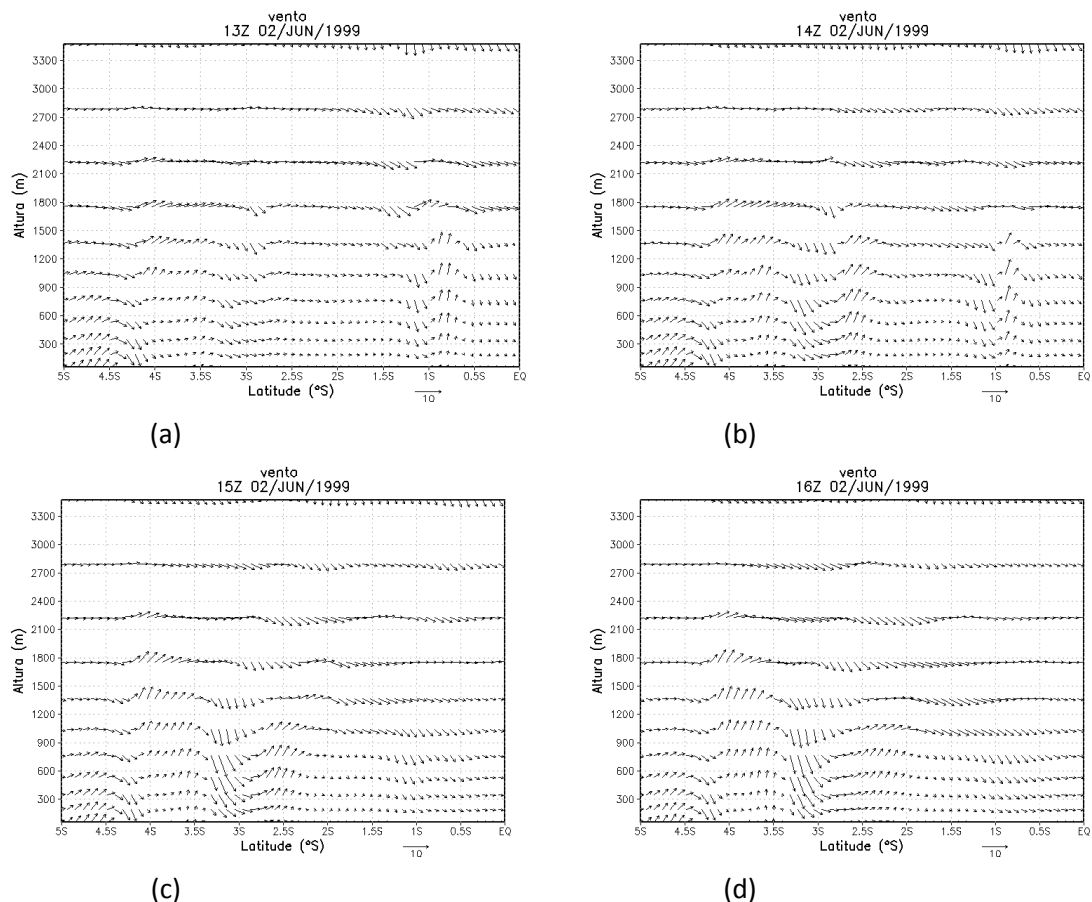 vento
13Z 02/JUN/1999
Altura (m)
3300
3000
2700
2400
2100
1800
1500
1200
900
600
300
5S 4.5S 4S 3.5S 3S 2.5S 2S 1.5S 1S 0.5S EQ
Latitude (ºS)
10
(a)
vento
14Z 02/JUN/1999
Altura (m)
3300
3000
2700
2400
2100
1800
1500
1200
900
600
300
5S 4.5S 4S 3.5S 3S 2.5S 2S 1.5S 1S 0.5S EQ
Latitude (ºS)
10
(b)
vento
15Z 02/JUN/1999
Altura (m)
3300
3000
2700
2400
2100
1800
1500
1200
900
600
300
5S 4.5S 4S 3.5S 3S 2.5S 2S 1.5S 1S 0.5S EQ
Latitude (ºS)
10
(c)
vento
16Z 02/JUN/1999
Altura (m)
3300
3000
2700
2400
2100
1800
1500
1200
900
600
300
5S 4.5S 4S 3.5S 3S 2.5S 2S 1.5S 1S 0.5S EQ
Latitude (ºS)
10
(d)